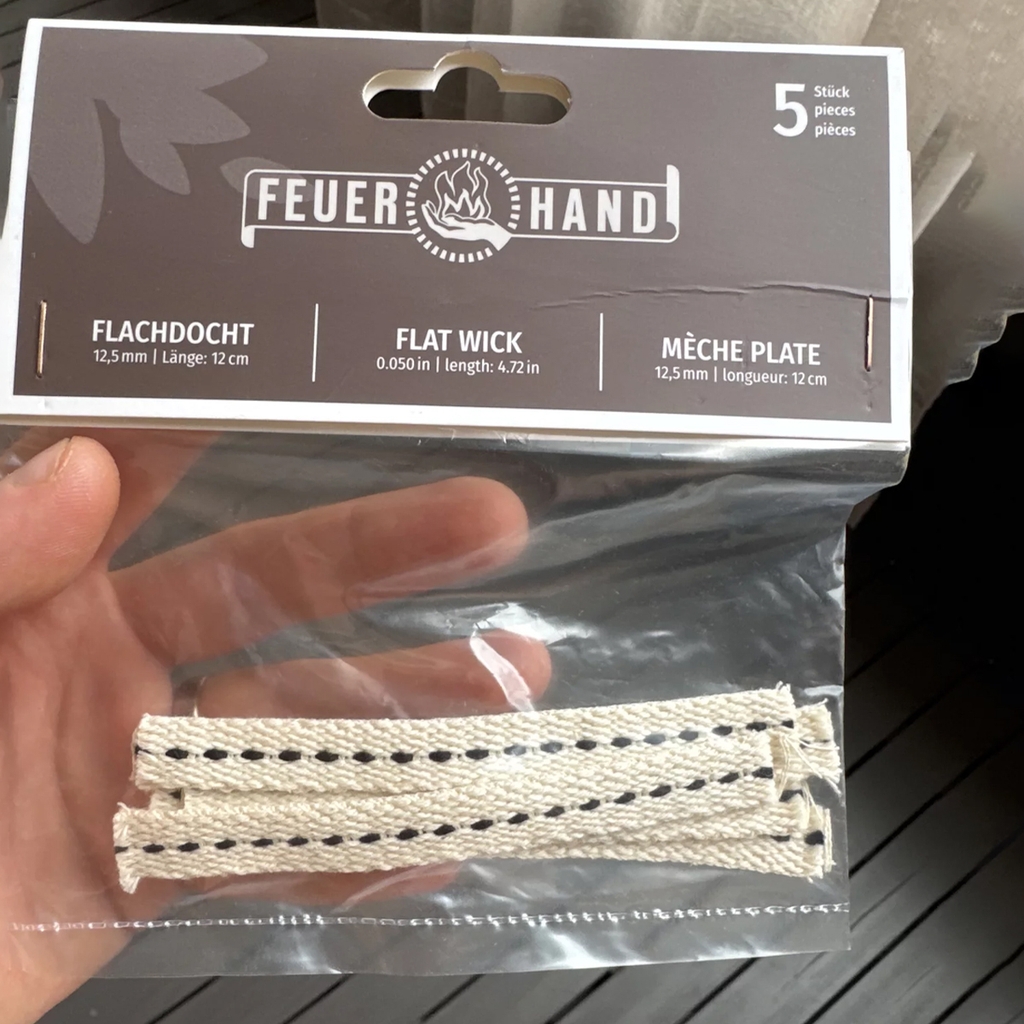 5
Stück
pieces
pièces
FEUER HAND
FLACHDOCHT
12,5 mm | Länge: 12 cm
FLAT WICK
0.050 in | length: 4.72 in
MÈCHE PLATE
12,5 mm | longueur: 12 cm